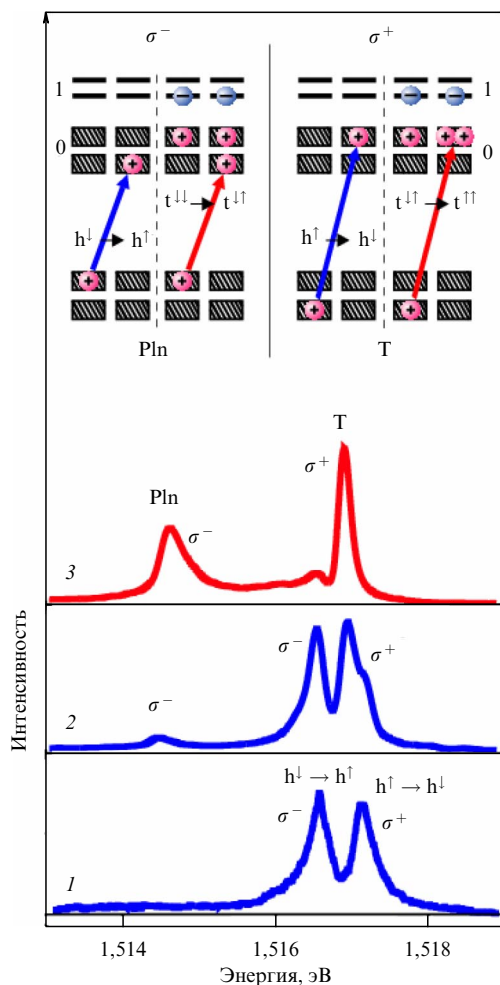 σ⁻ σ⁺
1 1
0 0
h↓ → h↑ t↓↓ → t↓↑ h↑ → h↓ t↓↑ → t↑↑
Pln T
T
σ⁺
Pln
σ⁻
3
σ⁻
σ⁺
σ⁻
2
h↓ → h↑ h↑ → h↓
σ⁻ σ⁺
1
Интенсивность
1,514 1,516 1,518
Энергия, эВ